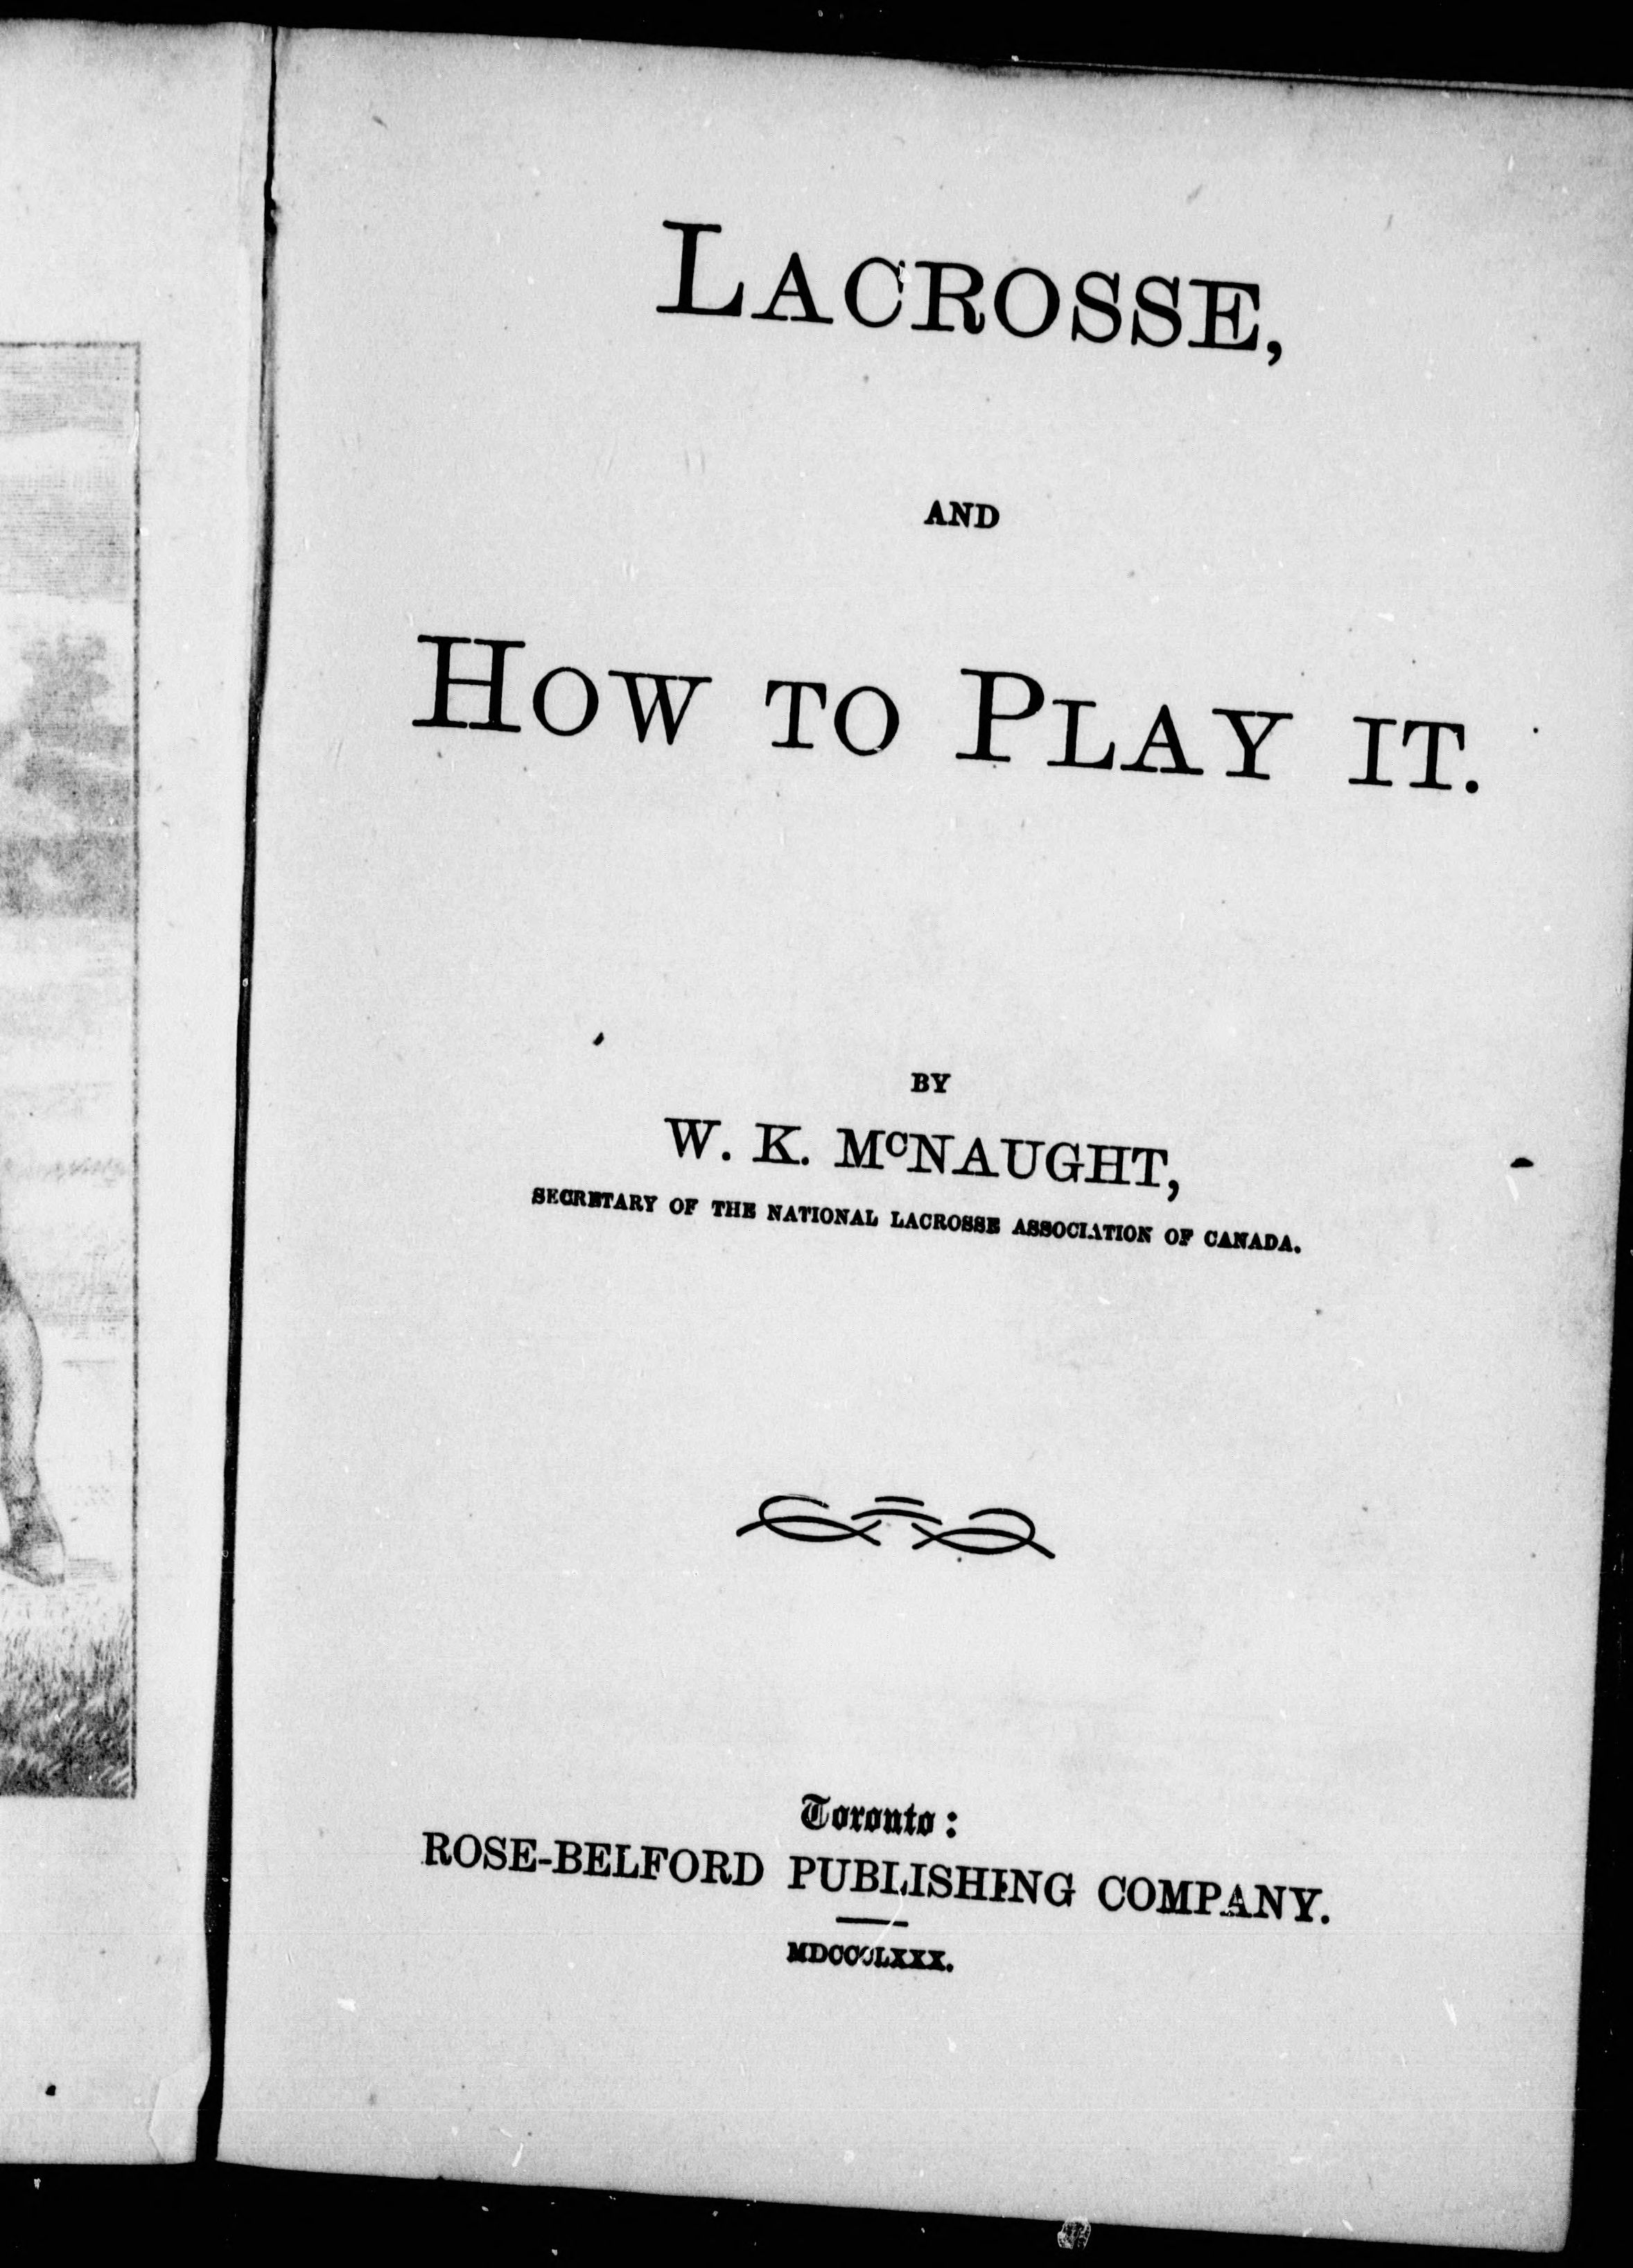 LACROSSE,
AND
HOW TO PLAY IT.
BY
W. K. MCNAUGHT,
SECRETARY OF THE NATIONAL LACROSSE ASSOCIATION OF CANADA.
Toronto:
ROSE-BELFORD PUBLISHING COMPANY.
MDCCCLXXX.